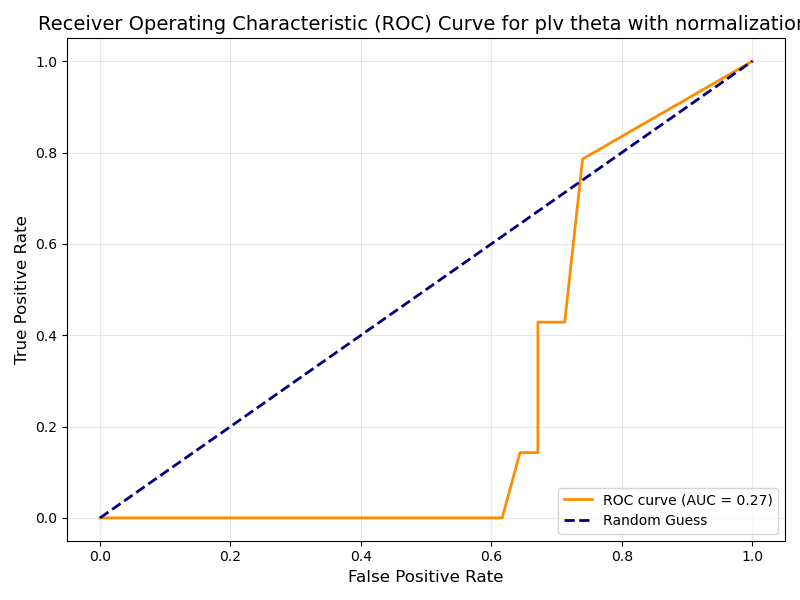 Receiver Operating Characteristic (ROC) Curve for plv theta with normalization
1.0
0.8
0.6
0.4
0.2
0.0
True Positive Rate
0.0 0.2 0.4 0.6 0.8 1.0
False Positive Rate
ROC curve (AUC = 0.27)
Random Guess